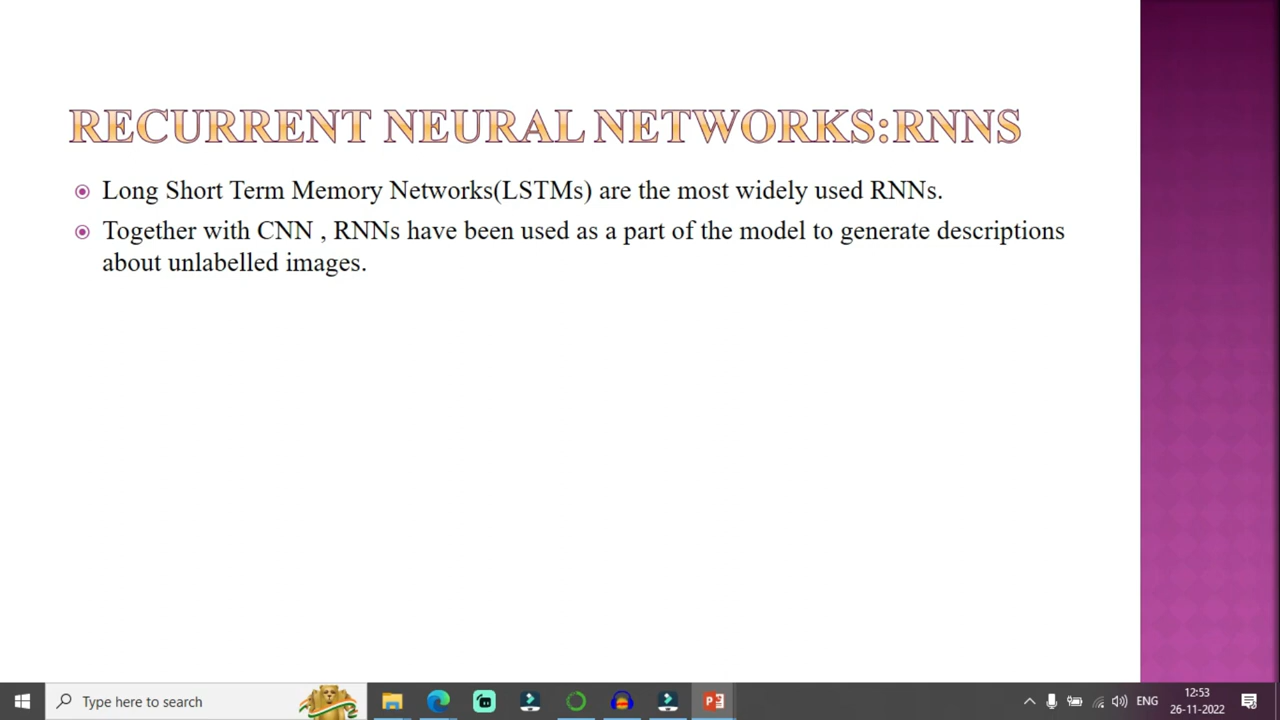 RECURRENT NEURAL NETWORKS:RNNS
Long Short Term Memory Networks(LSTMs) are the most widely used RNNs.
Together with CNN , RNNs have been used as a part of the model to generate descriptions
about unlabelled images.
Type here to search
ENG
12:53
26-11-2022